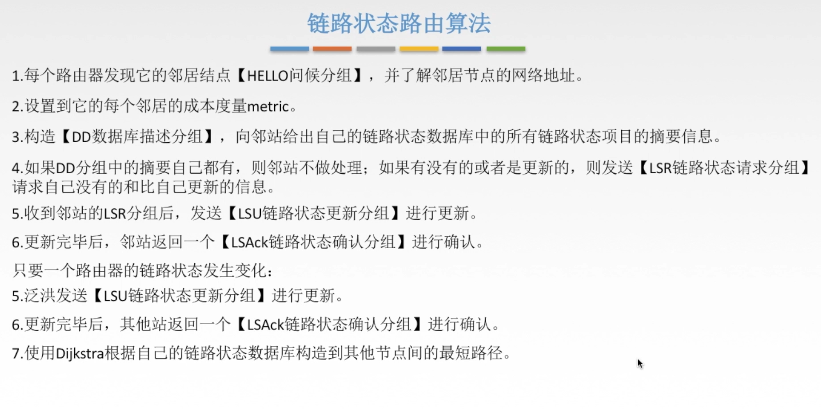 链路状态路由算法
1.每个路由器发现它的邻居结点【HELLO问候分组】，并了解邻居节点的网络地址。
2.设置到它的每个邻居的成本度量metric。
3.构造【DD数据库描述分组】，向邻站给出自己的链路状态数据库中的所有链路状态项目的摘要信息。
4.如果DD分组中的摘要自己都有，则邻站不做处理；如果有没有的或者是更新的，则发送【LSR链路状态请求分组】
请求自己没有的和比自己更新的信息。
5.收到邻站的LSR分组后，发送【LSU链路状态更新分组】进行更新。
6.更新完毕后，邻站返回一个【LSAck链路状态确认分组】进行确认。
只要一个路由器的链路状态发生变化：
5.泛洪发送【LSU链路状态更新分组】进行更新。
6.更新完毕后，其他站返回一个【LSAck链路状态确认分组】进行确认。
7.使用Dijkstra根据自己的链路状态数据库构造到其他节点间的最短路径。